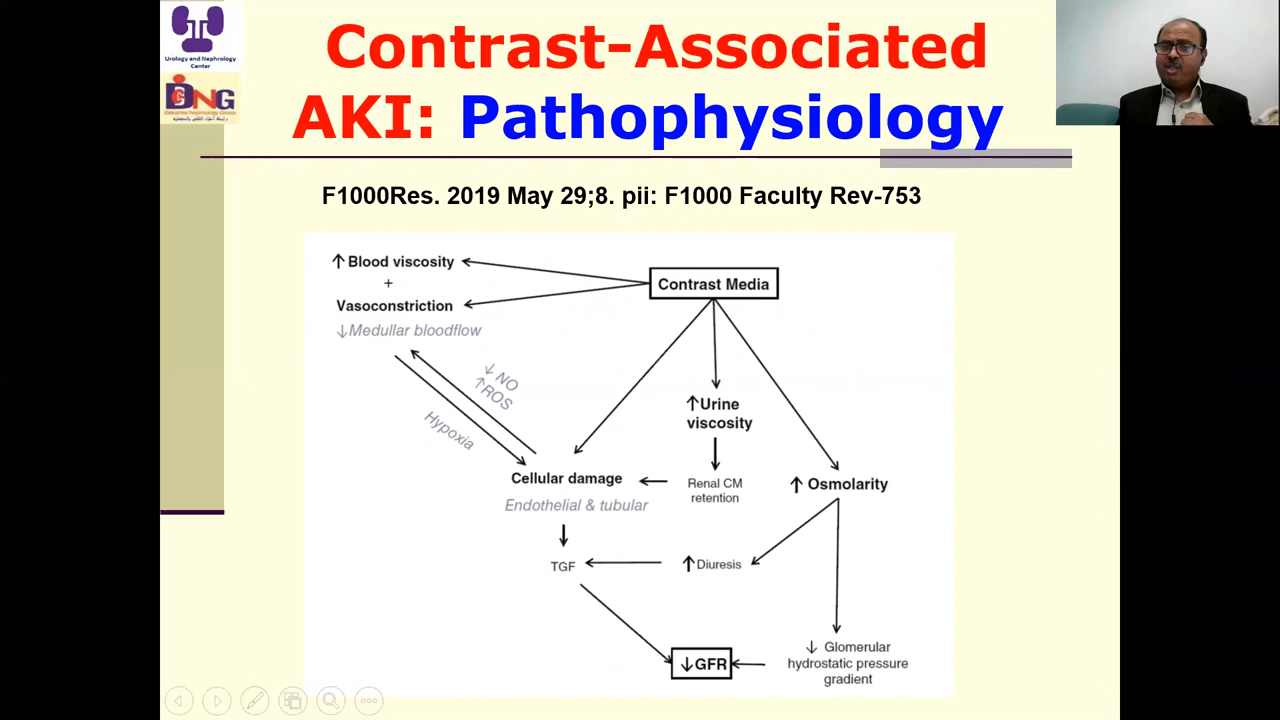 Urology and Nephrology
Center
DNG
Contrast-Associated
AKI: Pathophysiology
F1000Res. 2019 May 29;8. pii: F1000 Faculty Rev-753
↑ Blood viscosity
+
Vasoconstriction
↓Medullar bloodflow
Contrast Media
↓ NO
↑ROS
Hypoxia
↑Urine
viscosity
Cellular damage
Endothelial & tubular
Renal CM
retention
↑ Osmolarity
TGF
↑ Diuresis
↓GFR
↓ Glomerular
hydrostatic pressure
gradient